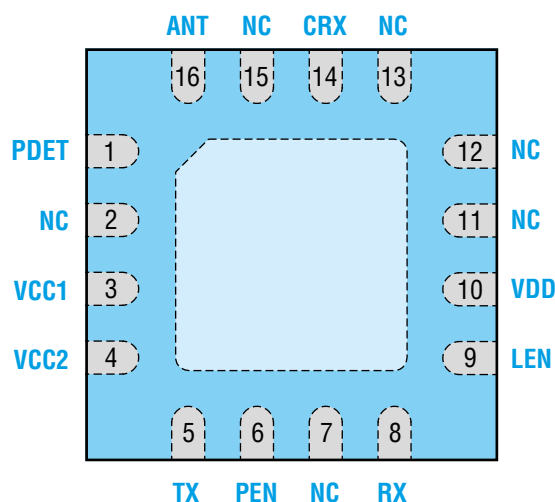 ANT NC CRX NC
16 15 14 13
PDET 1 12 NC
NC 2 11 NC
VCC1 3 10 VDD
VCC2 4 9 LEN
5 6 7 8
TX PEN NC RX